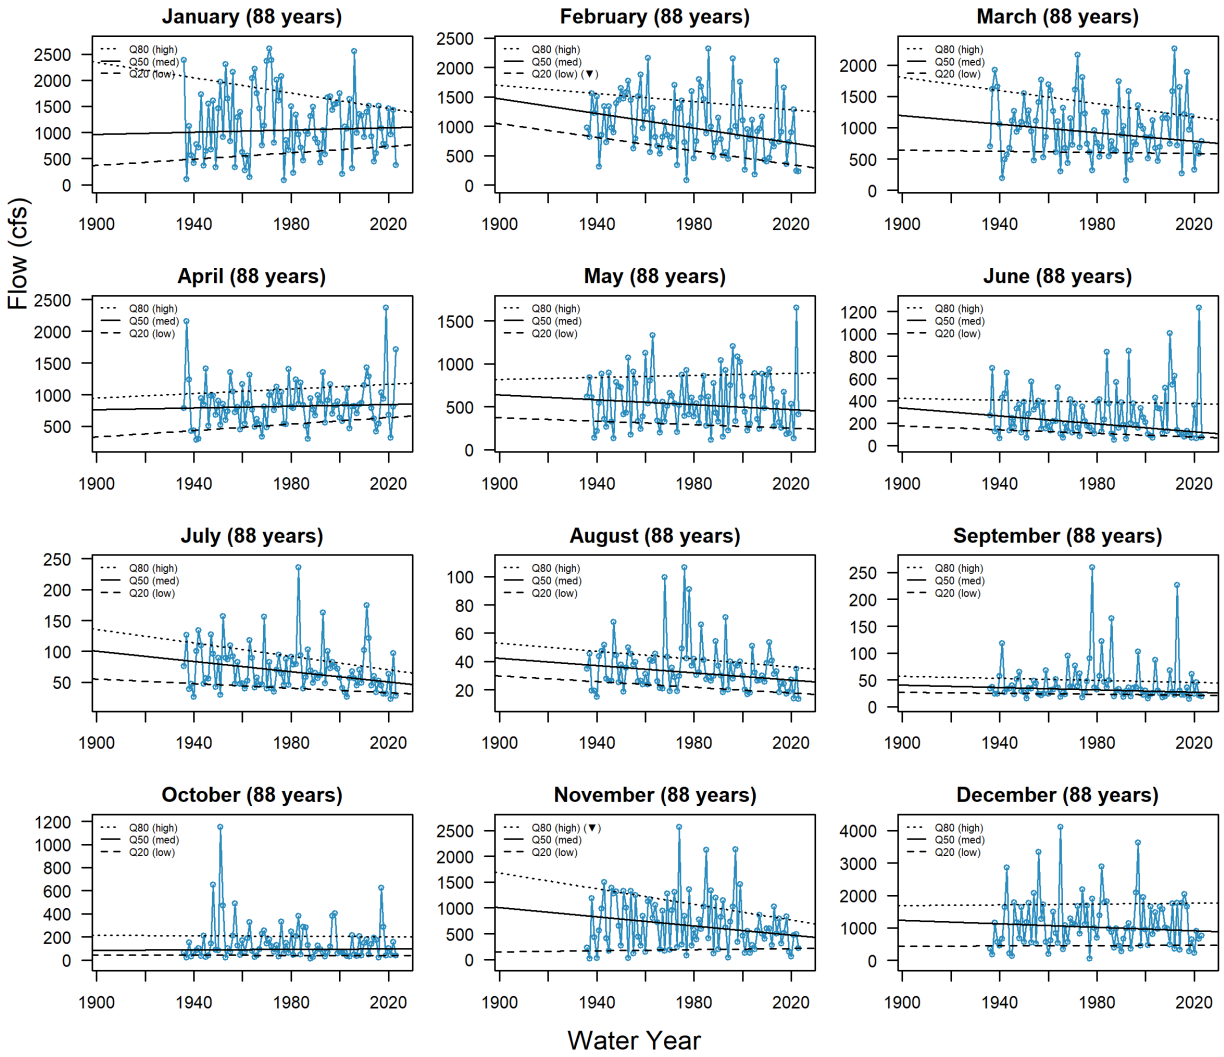 January (88 years)
Q80 (high)
Q50 (med)
Q20 (low)
2500
2000
1500
1000
500
0
1900
1940
1980
2020
February (88 years)
Q80 (high)
Q50 (med)
Q20 (low) (▼)
2500
2000
1500
1000
500
0
1900
1940
1980
2020
March (88 years)
Q80 (high)
Q50 (med)
Q20 (low)
2000
1500
1000
500
0
1900
1940
1980
2020
Flow (cfs)
April (88 years)
Q80 (high)
Q50 (med)
Q20 (low)
2500
2000
1500
1000
500
1900
1940
1980
2020
May (88 years)
Q80 (high)
Q50 (med)
Q20 (low)
1500
1000
500
0
1900
1940
1980
2020
June (88 years)
Q80 (high)
Q50 (med)
Q20 (low)
1200
1000
800
600
400
200
0
1900
1940
1980
2020
July (88 years)
Q80 (high)
Q50 (med)
Q20 (low)
250
200
150
100
50
1900
1940
1980
2020
August (88 years)
Q80 (high)
Q50 (med)
Q20 (low)
100
80
60
40
20
1900
1940
1980
2020
September (88 years)
Q80 (high)
Q50 (med)
Q20 (low)
250
200
150
100
50
0
1900
1940
1980
2020
October (88 years)
Q80 (high)
Q50 (med)
Q20 (low)
1200
1000
800
600
400
200
0
1900
1940
1980
2020
November (88 years)
Q80 (high) (▼)
Q50 (med)
Q20 (low)
2500
2000
1500
1000
500
0
1900
1940
1980
2020
December (88 years)
Q80 (high)
Q50 (med)
Q20 (low)
4000
3000
2000
1000
0
1900
1940
1980
2020
Water Year